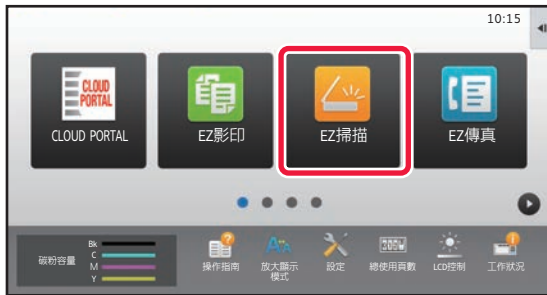 10:15
CLOUD
PORTAL
CLOUD PORTAL
EZ影印
EZ掃描
EZ傳真
碳粉容量
Bk
C
M
Y
操作指南
放大顯示
模式
設定
總使用頁數
LCD控制
工作狀況